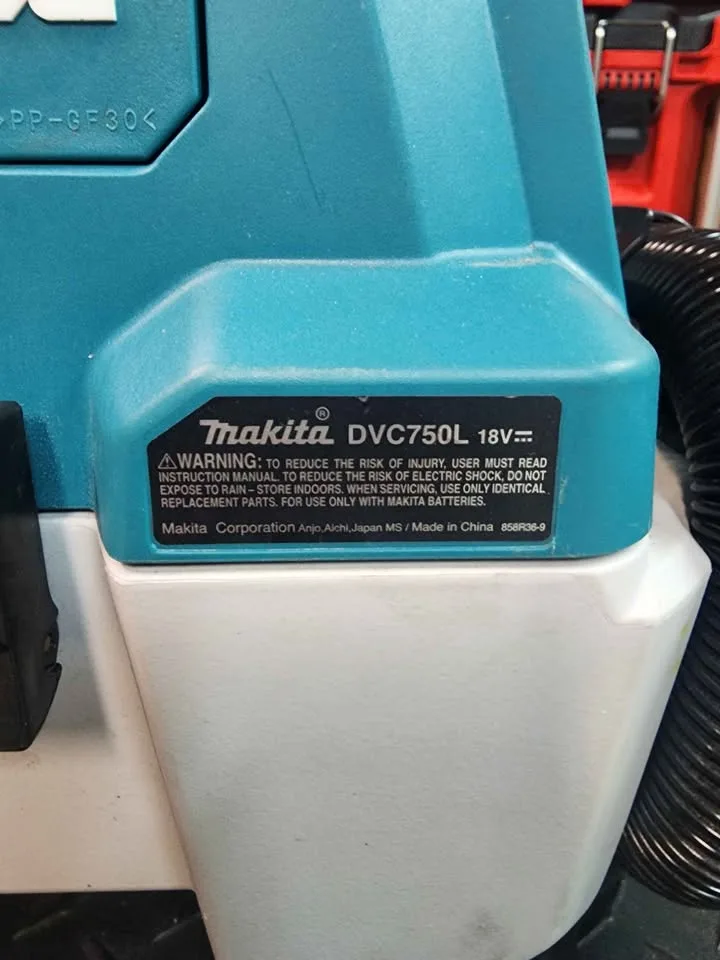 >PP-GF30<
Makita® DVC750L 18V⎓
⚠WARNING: TO REDUCE THE RISK OF INJURY, USER MUST READ
INSTRUCTION MANUAL. TO REDUCE THE RISK OF ELECTRIC SHOCK, DO NOT
EXPOSE TO RAIN – STORE INDOORS. WHEN SERVICING, USE ONLY IDENTICAL
REPLACEMENT PARTS. FOR USE ONLY WITH MAKITA BATTERIES.
Makita Corporation Anjo,Aichi,Japan MS / Made in China 858R36-9